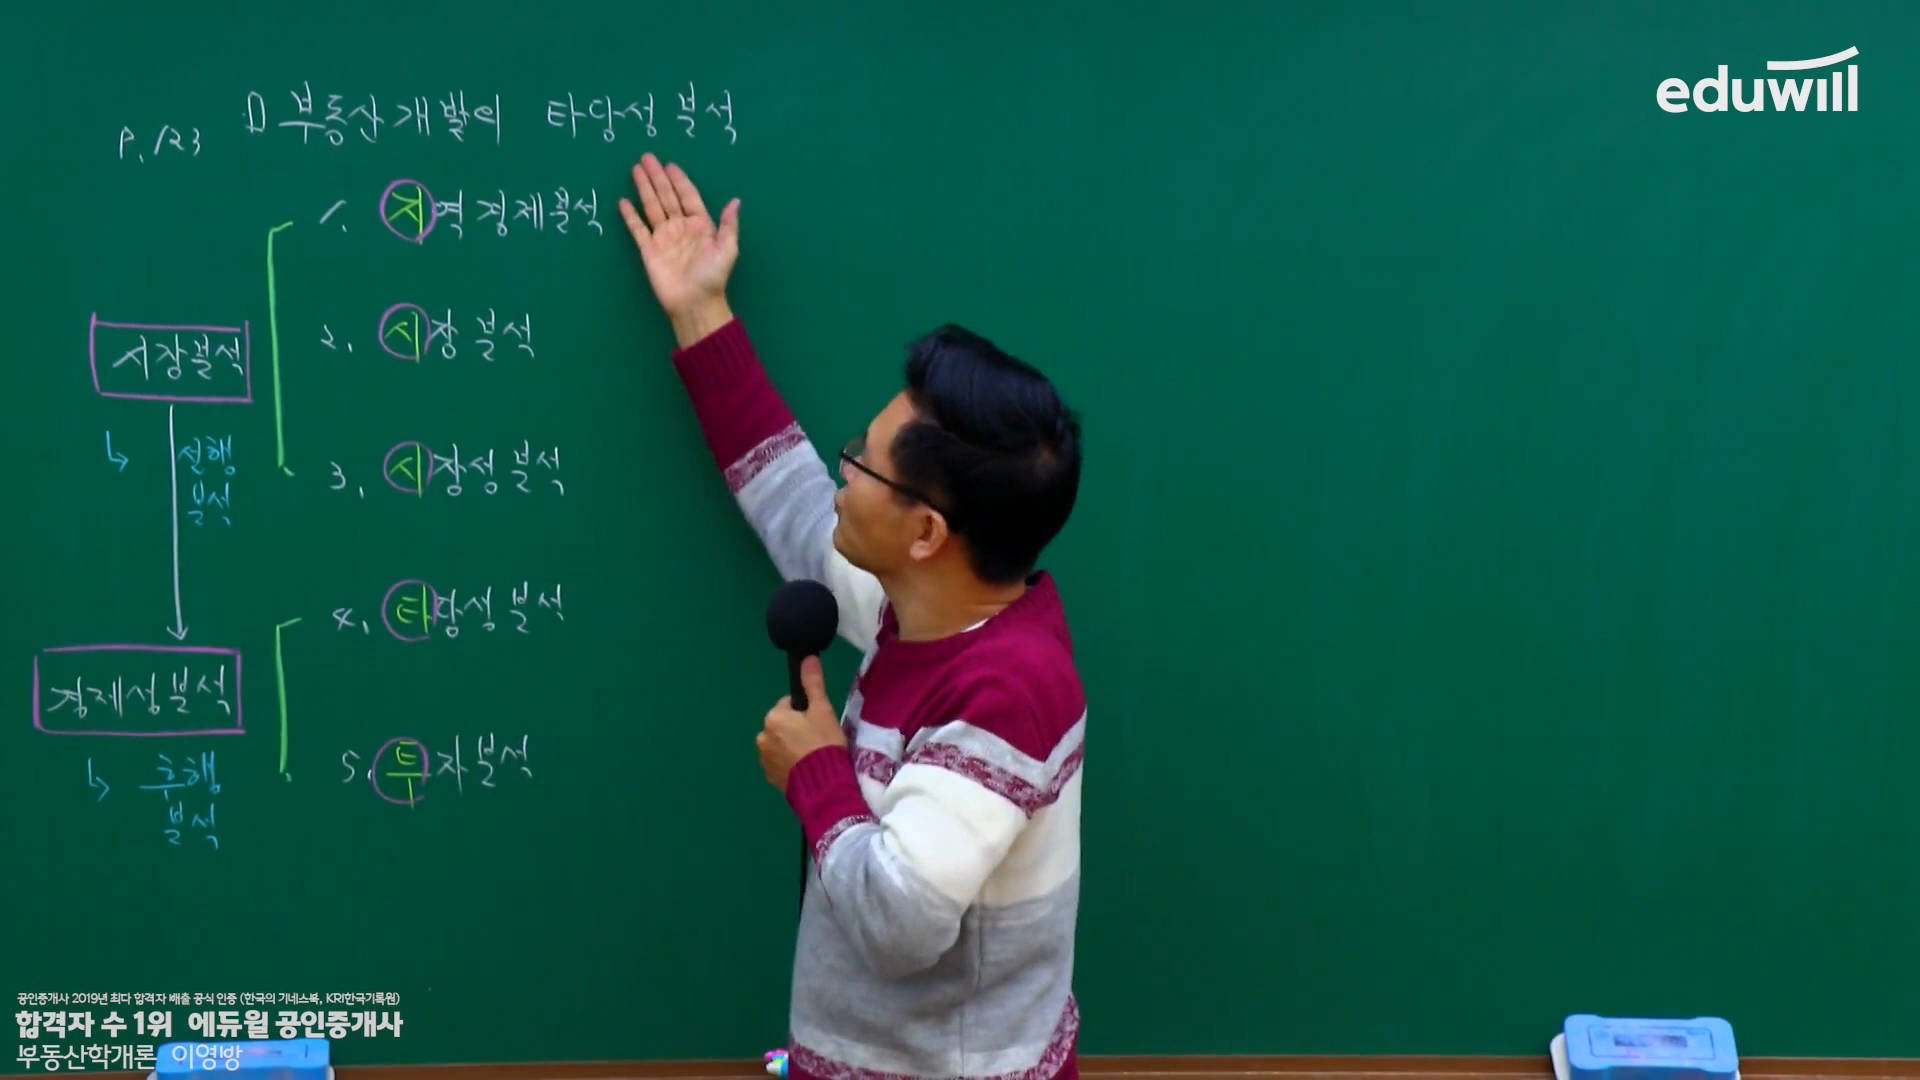 eduwill
P.123
① 부동산개발의 타당성분석
1. 지역경제분석
2. 시장분석
3. 시장성분석
4. 타당성분석
5. 투자분석
시장분석
↳ 선행
분석
경제성분석
↳ 후행
분석
공인중개사 2019년 최다 합격자 배출 공식 인증 (한국의 기네스북, KRI한국기록원)
합격자 수 1위 에듀윌 공인중개사
부동산학개론 이영방